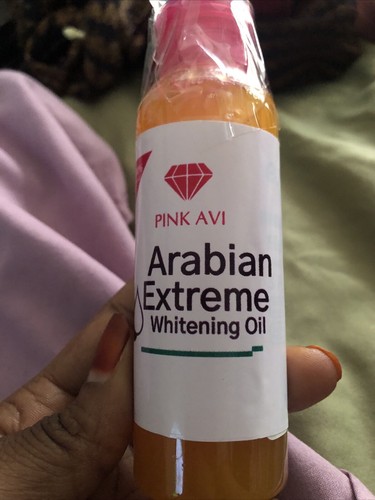 PINK AVI
Arabian
Extreme
Whitening Oil